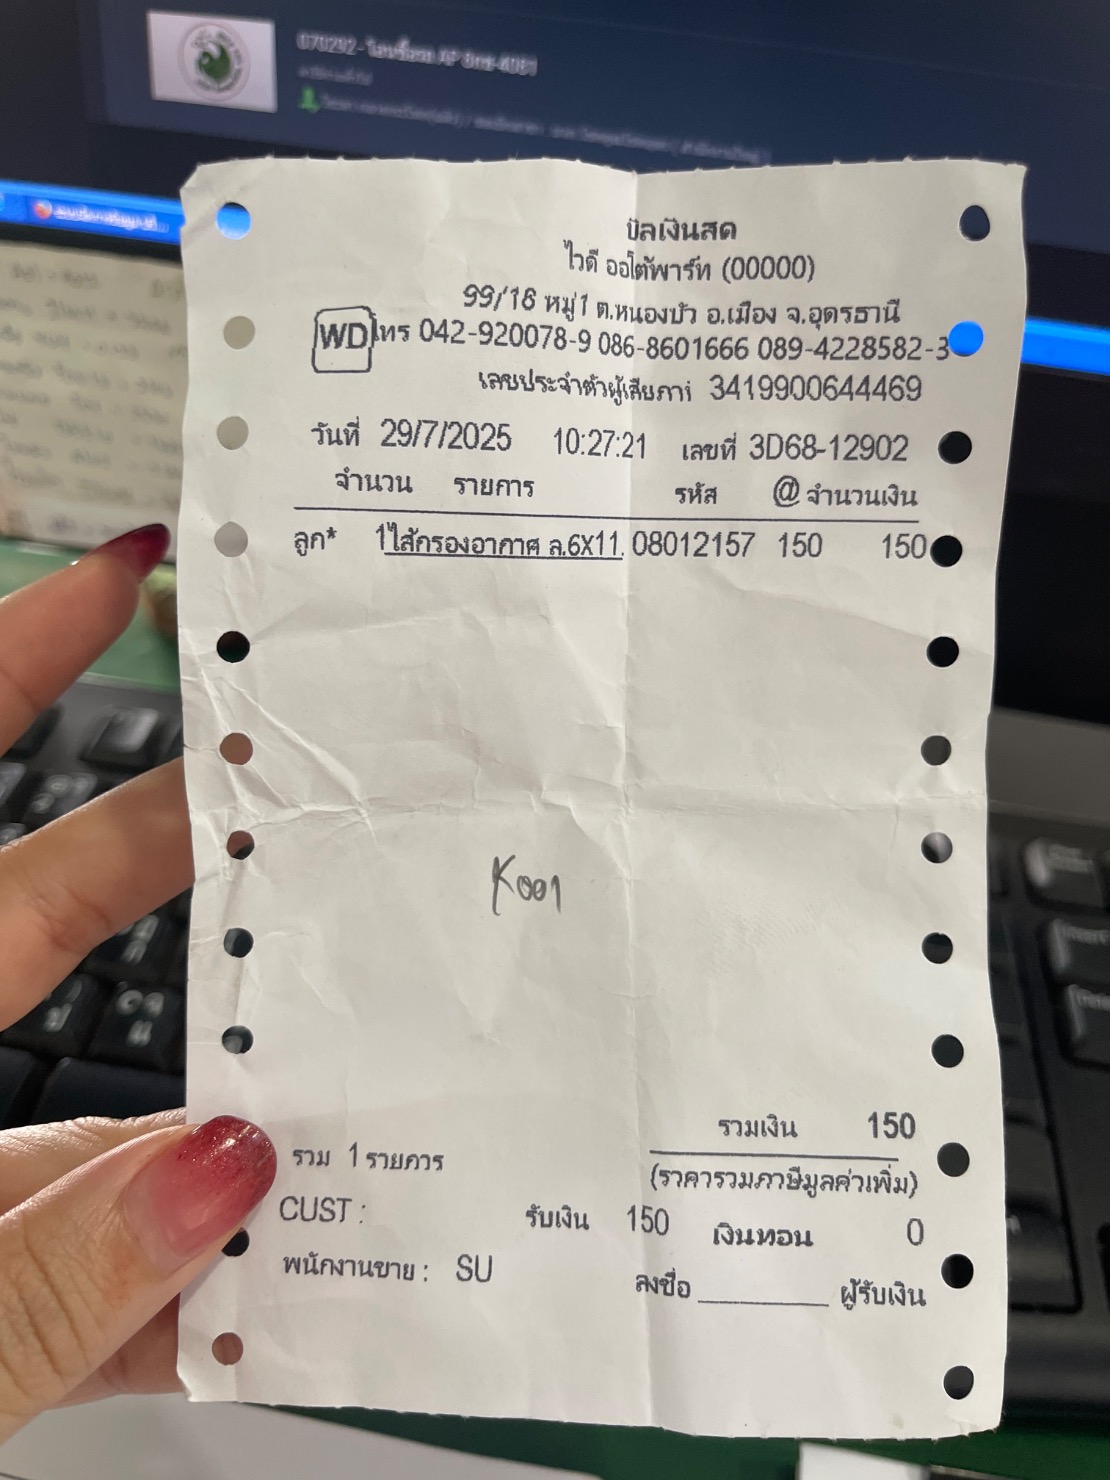 070292
บิลเงินสด
ไวดี ออโต้พาร์ท (00000)
99/16 หมู่1 ต.หนองบัว อ.เมือง จ.อุดรธานี
WD โทร 042-920078-9 086-8601666 089-4228582-3
เลขประจำตัวผู้เสียภาษี 3419900644469
วันที่ 29/7/2025 10:27:21 เลขที่ 3D68-12902
จำนวน รายการ รหัส @ จำนวนเงิน
ลูก* 1 ไส้กรองอากาศ ล.6X11. 08012157 150 150
K001
รวมเงิน 150
รวม 1 รายการ (ราคารวมภาษีมูลค่าเพิ่ม)
CUST : รับเงิน 150 เงินทอน 0
พนักงานขาย : SU ลงชื่อ ________ ผู้รับเงิน